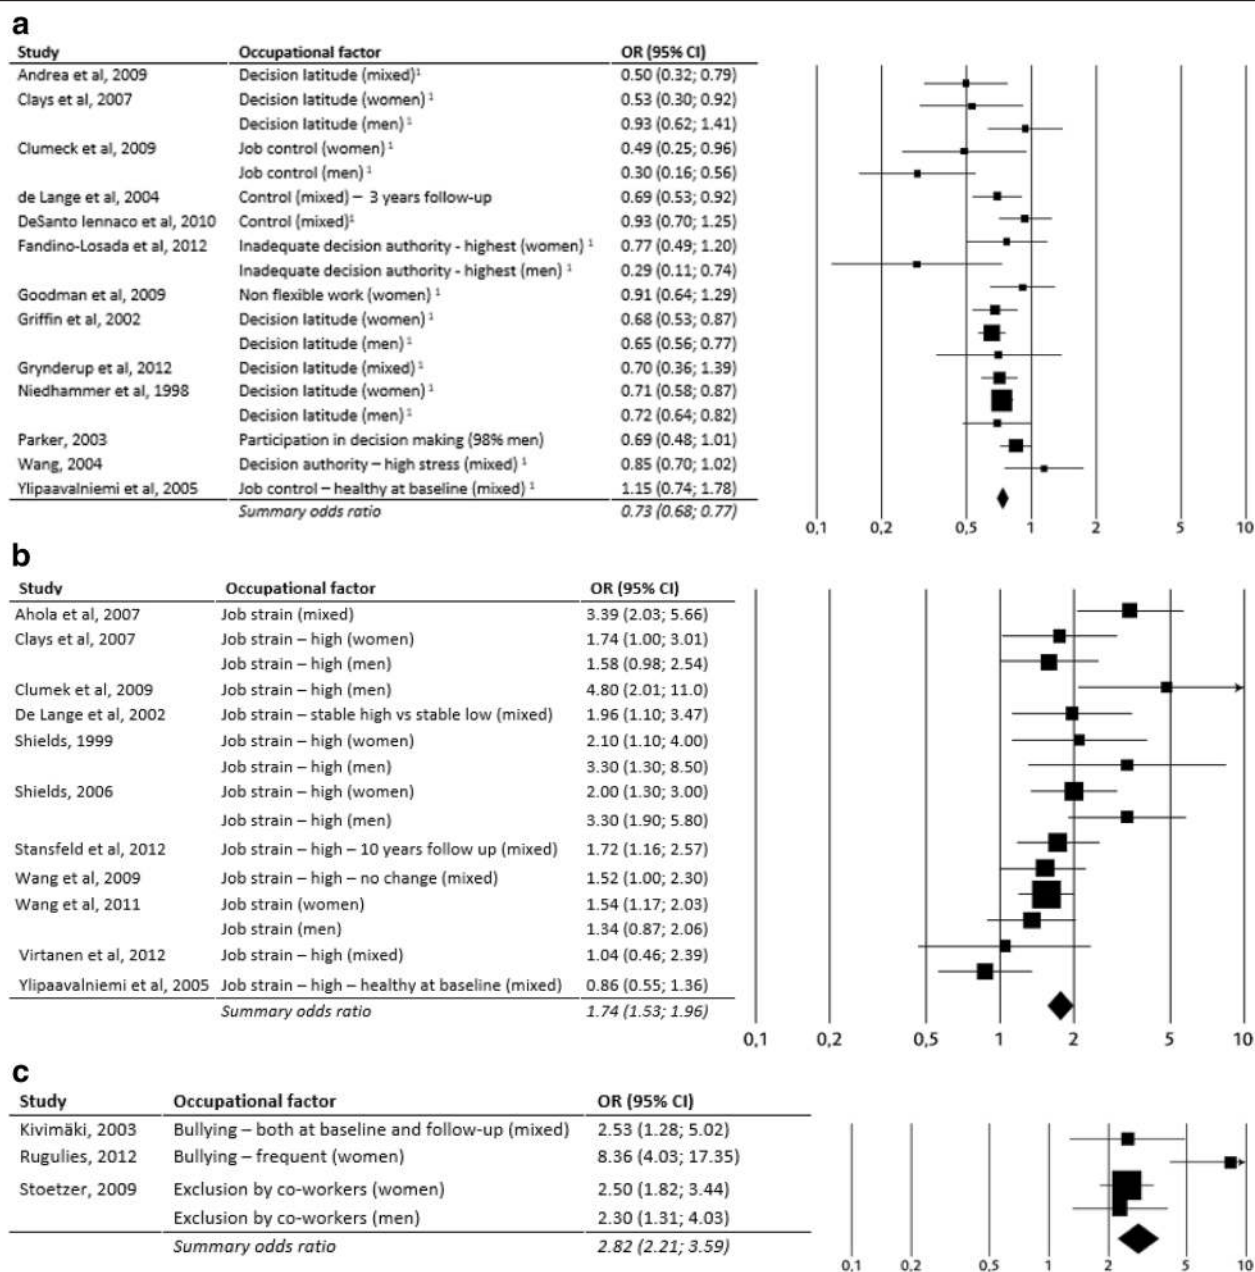 a
Study Occupational factor OR (95% CI)
Andrea et al, 2009 Decision latitude (mixed)¹ 0.50 (0.32; 0.79)
Clays et al, 2007 Decision latitude (women) ¹ 0.53 (0.30; 0.92)
Decision latitude (men) ¹ 0.93 (0.62; 1.41)
Clumeck et al, 2009 Job control (women) ¹ 0.49 (0.25; 0.96)
Job control (men) ¹ 0.30 (0.16; 0.56)
de Lange et al, 2004 Control (mixed) – 3 years follow-up 0.69 (0.53; 0.92)
DeSanto Iennaco et al, 2010 Control (mixed)¹ 0.93 (0.70; 1.25)
Fandino-Losada et al, 2012 Inadequate decision authority - highest (women) ¹ 0.77 (0.49; 1.20)
Inadequate decision authority - highest (men) ¹ 0.29 (0.11; 0.74)
Goodman et al, 2009 Non flexible work (women) ¹ 0.91 (0.64; 1.29)
Griffin et al, 2002 Decision latitude (women) ¹ 0.68 (0.53; 0.87)
Decision latitude (men) ¹ 0.65 (0.56; 0.77)
Grynderup et al, 2012 Decision latitude (mixed) ¹ 0.70 (0.36; 1.39)
Niedhammer et al, 1998 Decision latitude (women) ¹ 0.71 (0.58; 0.87)
Decision latitude (men) ¹ 0.72 (0.64; 0.82)
Parker, 2003 Participation in decision making (98% men) 0.69 (0.48; 1.01)
Wang, 2004 Decision authority – high stress (mixed) ¹ 0.85 (0.70; 1.02)
Ylipaavalniemi et al, 2005 Job control – healthy at baseline (mixed) ¹ 1.15 (0.74; 1.78)
Summary odds ratio 0.73 (0.68; 0.77)
0,1 0,2 0,5 1 2 5 10
b
Study Occupational factor OR (95% CI)
Ahola et al, 2007 Job strain (mixed) 3.39 (2.03; 5.66)
Clays et al, 2007 Job strain – high (women) 1.74 (1.00; 3.01)
Job strain – high (men) 1.58 (0.98; 2.54)
Clumek et al, 2009 Job strain – high (men) 4.80 (2.01; 11.0)
De Lange et al, 2002 Job strain – stable high vs stable low (mixed) 1.96 (1.10; 3.47)
Shields, 1999 Job strain – high (women) 2.10 (1.10; 4.00)
Job strain – high (men) 3.30 (1.30; 8.50)
Shields, 2006 Job strain – high (women) 2.00 (1.30; 3.00)
Job strain – high (men) 3.30 (1.90; 5.80)
Stansfeld et al, 2012 Job strain – high – 10 years follow up (mixed) 1.72 (1.16; 2.57)
Wang et al, 2009 Job strain – high – no change (mixed) 1.52 (1.00; 2.30)
Wang et al, 2011 Job strain (women) 1.54 (1.17; 2.03)
Job strain (men) 1.34 (0.87; 2.06)
Virtanen et al, 2012 Job strain – high (mixed) 1.04 (0.46; 2.39)
Ylipaavalniemi et al, 2005 Job strain – high – healthy at baseline (mixed) 0.86 (0.55; 1.36)
Summary odds ratio 1.74 (1.53; 1.96)
0,1 0,2 0,5 1 2 5 10
c
Study Occupational factor OR (95% CI)
Kivimäki, 2003 Bullying – both at baseline and follow-up (mixed) 2.53 (1.28; 5.02)
Rugulies, 2012 Bullying – frequent (women) 8.36 (4.03; 17.35)
Stoetzer, 2009 Exclusion by co-workers (women) 2.50 (1.82; 3.44)
Exclusion by co-workers (men) 2.30 (1.31; 4.03)
Summary odds ratio 2.82 (2.21; 3.59)
0,1 0,2 0,5 1 2 5 10